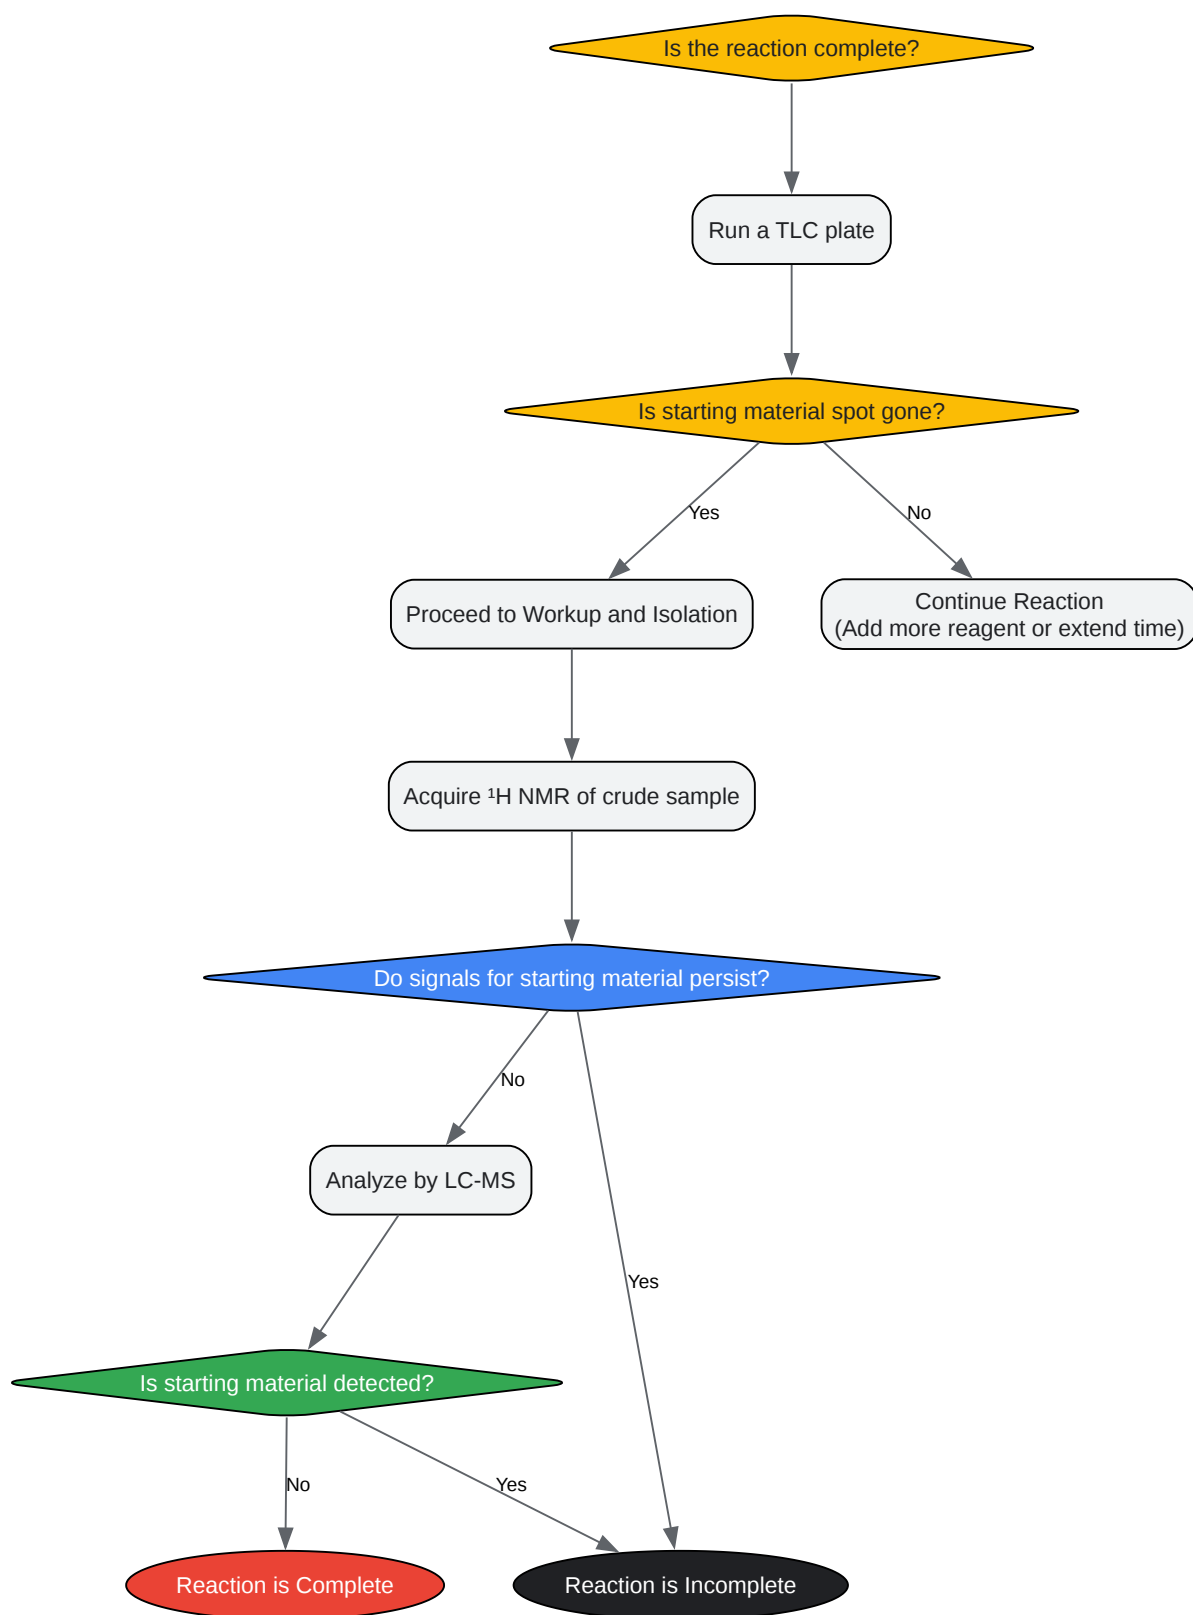 Is the reaction complete?
Run a TLC plate
Is starting material spot gone?
Yes
No
Proceed to Workup and Isolation
Continue Reaction
(Add more reagent or extend time)
Acquire ¹H NMR of crude sample
Do signals for starting material persist?
No
Analyze by LC-MS
Yes
Is starting material detected?
No
Yes
Reaction is Complete
Reaction is Incomplete